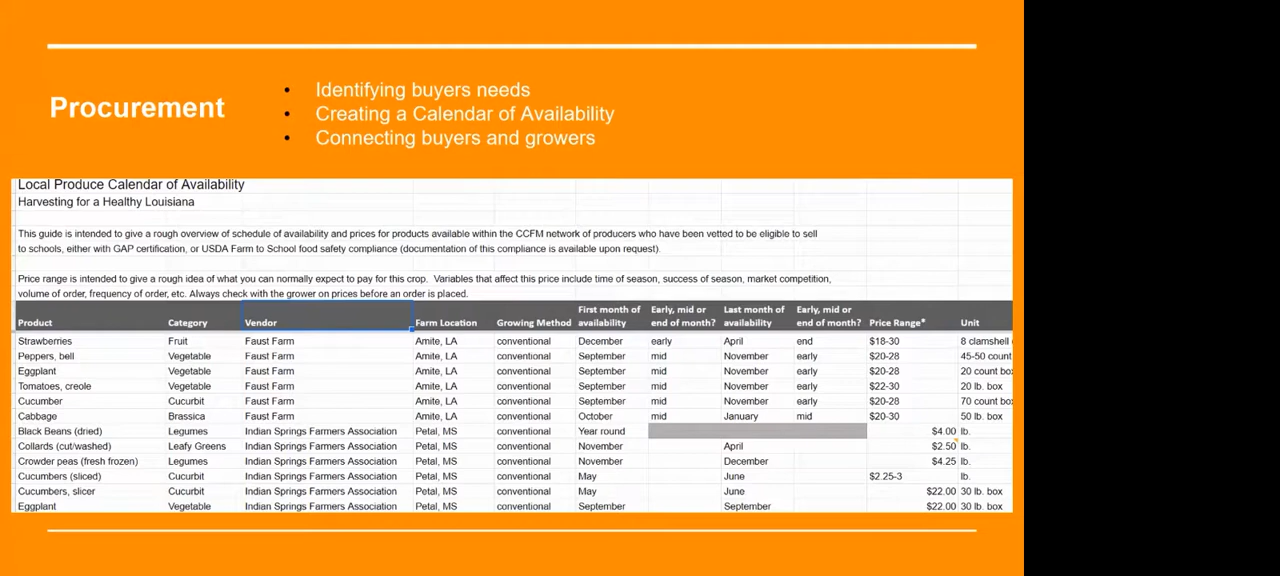 Procurement
• Identifying buyers needs
• Creating a Calendar of Availability
• Connecting buyers and growers
Local Produce Calendar of Availability
Harvesting for a Healthy Louisiana
This guide is intended to give a rough overview of schedule of availability and prices for products available within the CCFM network of producers who have been vetted to be eligible to sell
to schools, either with GAP certification, or USDA Farm to School food safety compliance (documentation of this compliance is available upon request).
Price range is intended to give a rough idea of what you can normally expect to pay for this crop. Variables that affect this price include time of season, success of season, market competition,
volume of order, frequency of order, etc. Always check with the grower on prices before an order is placed.
First month of Early, mid or Last month of Early, mid or
Product Category Vendor Farm Location Growing Method availability end of month? availability end of month? Price Range* Unit
Strawberries Fruit Faust Farm Amite, LA conventional December early April end $18-30 8 clamshell
Peppers, bell Vegetable Faust Farm Amite, LA conventional September mid November early $20-28 45-50 count
Eggplant Vegetable Faust Farm Amite, LA conventional September mid November early $20-28 20 count box
Tomatoes, creole Vegetable Faust Farm Amite, LA conventional September mid November early $22-30 20 lb. box
Cucumber Cucurbit Faust Farm Amite, LA conventional September mid November early $20-28 70 count box
Cabbage Brassica Faust Farm Amite, LA conventional October mid January mid $20-30 50 lb. box
Black Beans (dried) Legumes Indian Springs Farmers Association Petal, MS conventional Year round $4.00 lb.
Collards (cut/washed) Leafy Greens Indian Springs Farmers Association Petal, MS conventional November April $2.50 lb.
Crowder peas (fresh frozen) Legumes Indian Springs Farmers Association Petal, MS conventional November December $4.25 lb.
Cucumbers (sliced) Cucurbit Indian Springs Farmers Association Petal, MS conventional May June $2.25-3 lb.
Cucumbers, slicer Cucurbit Indian Springs Farmers Association Petal, MS conventional May June $22.00 30 lb. box
Eggplant Vegetable Indian Springs Farmers Association Petal, MS conventional September September $22.00 30 lb. box